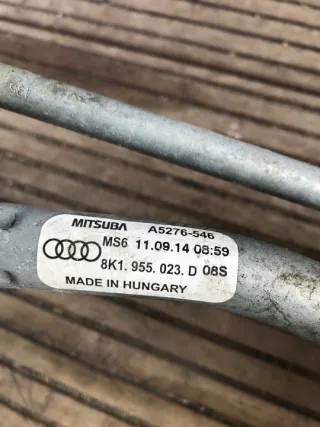 MITSUBA A5276-546
MS6 11.09.14 08:59
8K1.955.023.D 08S
MADE IN HUNGARY